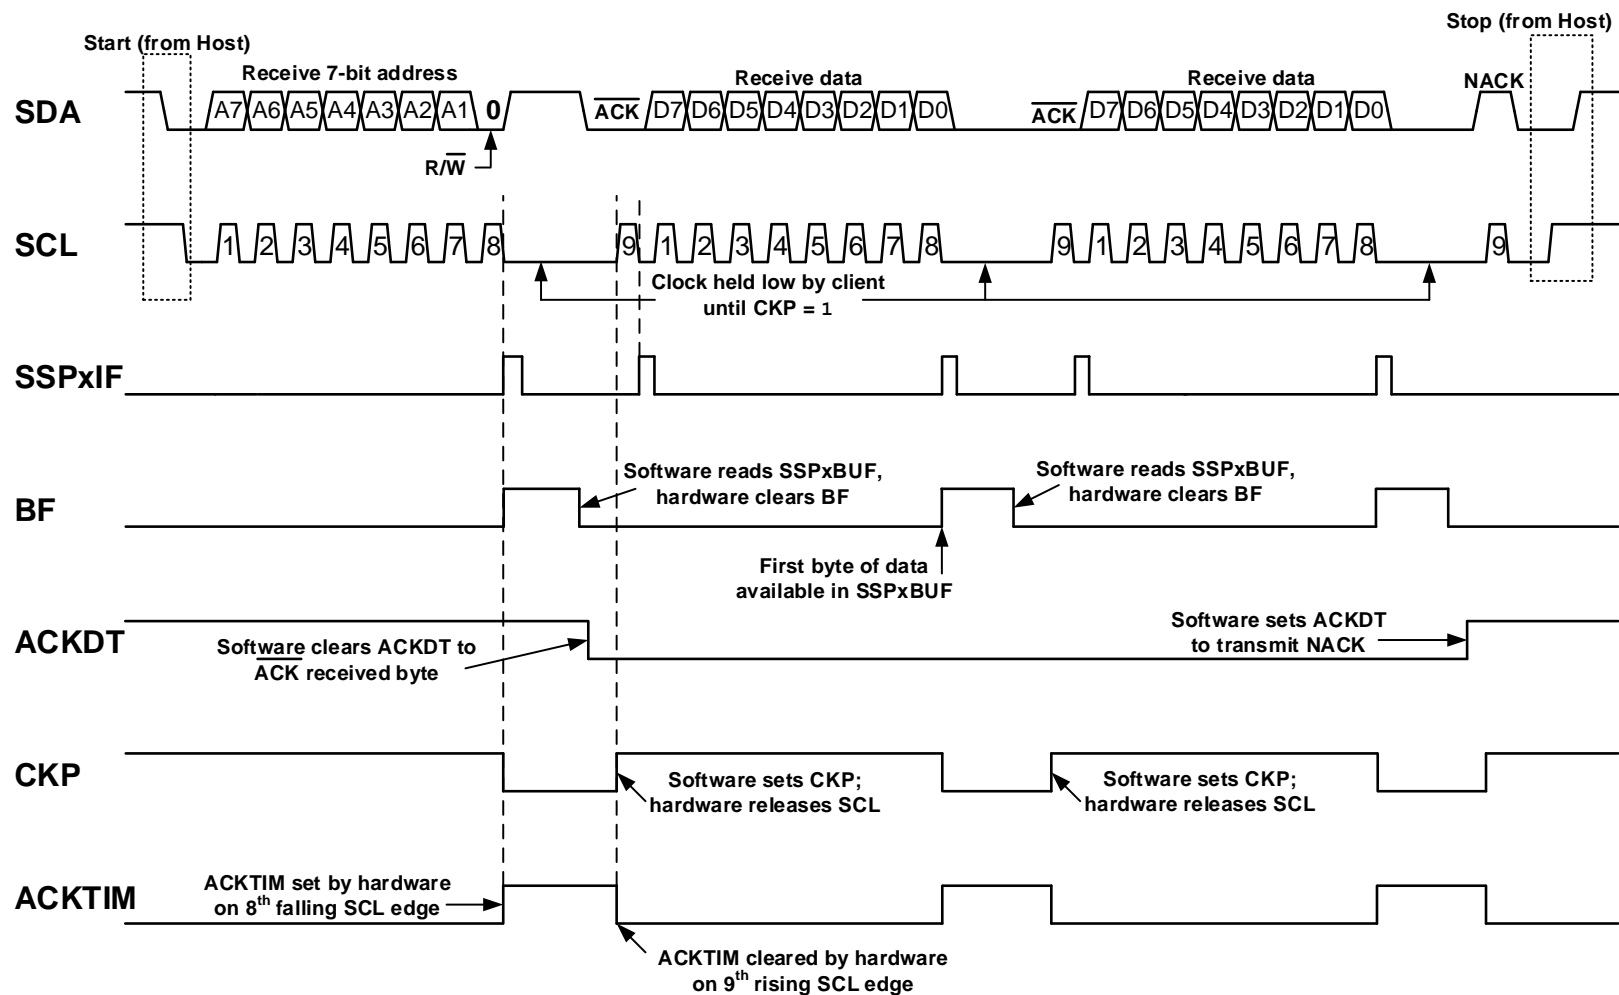 Start (from Host)
Stop (from Host)
Receive 7-bit address
Receive data
Receive data
NACK
SDA
A7 A6 A5 A4 A3 A2 A1 0
ACK
D7 D6 D5 D4 D3 D2 D1 D0
ACK
D7 D6 D5 D4 D3 D2 D1 D0
R/W
SCL
1 2 3 4 5 6 7 8 9 1 2 3 4 5 6 7 8 9 1 2 3 4 5 6 7 8 9
Clock held low by client
until CKP = 1
SSPxIF
BF
Software reads SSPxBUF,
hardware clears BF
Software reads SSPxBUF,
hardware clears BF
First byte of data
available in SSPxBUF
ACKDT
Software clears ACKDT to
ACK received byte
Software sets ACKDT
to transmit NACK
CKP
Software sets CKP;
hardware releases SCL
Software sets CKP;
hardware releases SCL
ACKTIM
ACKTIM set by hardware
on 8th falling SCL edge
ACKTIM cleared by hardware
on 9th rising SCL edge